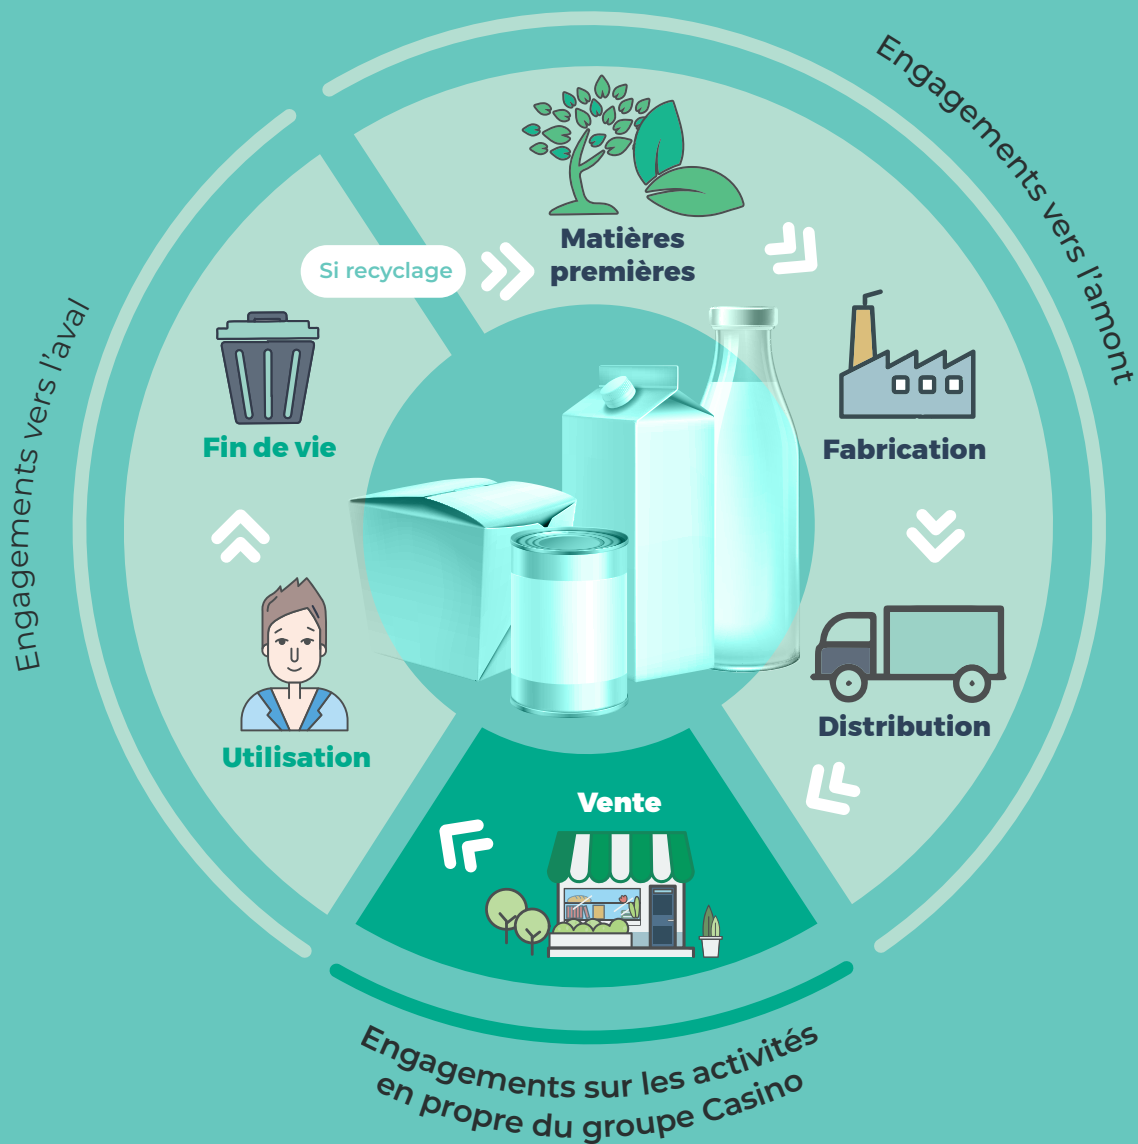 Engagements vers l'amont
Matières
premières
Si recyclage
Fabrication
Distribution
Vente
Utilisation
Fin de vie
Engagements vers l'aval
Engagements sur les activités
en propre du groupe Casino